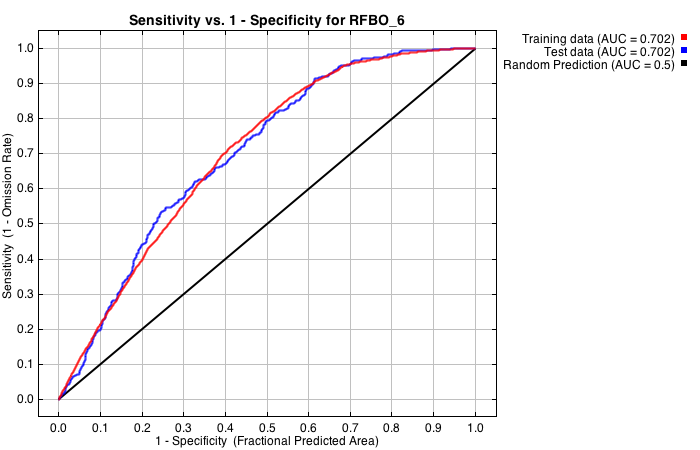 Sensitivity vs. 1 - Specificity for RFBO_6
Training data (AUC = 0.702)
Test data (AUC = 0.702)
Random Prediction (AUC = 0.5)
Sensitivity (1 - Omission Rate)
1.0
0.9
0.8
0.7
0.6
0.5
0.4
0.3
0.2
0.1
0.0
0.0 0.1 0.2 0.3 0.4 0.5 0.6 0.7 0.8 0.9 1.0
1 - Specificity (Fractional Predicted Area)